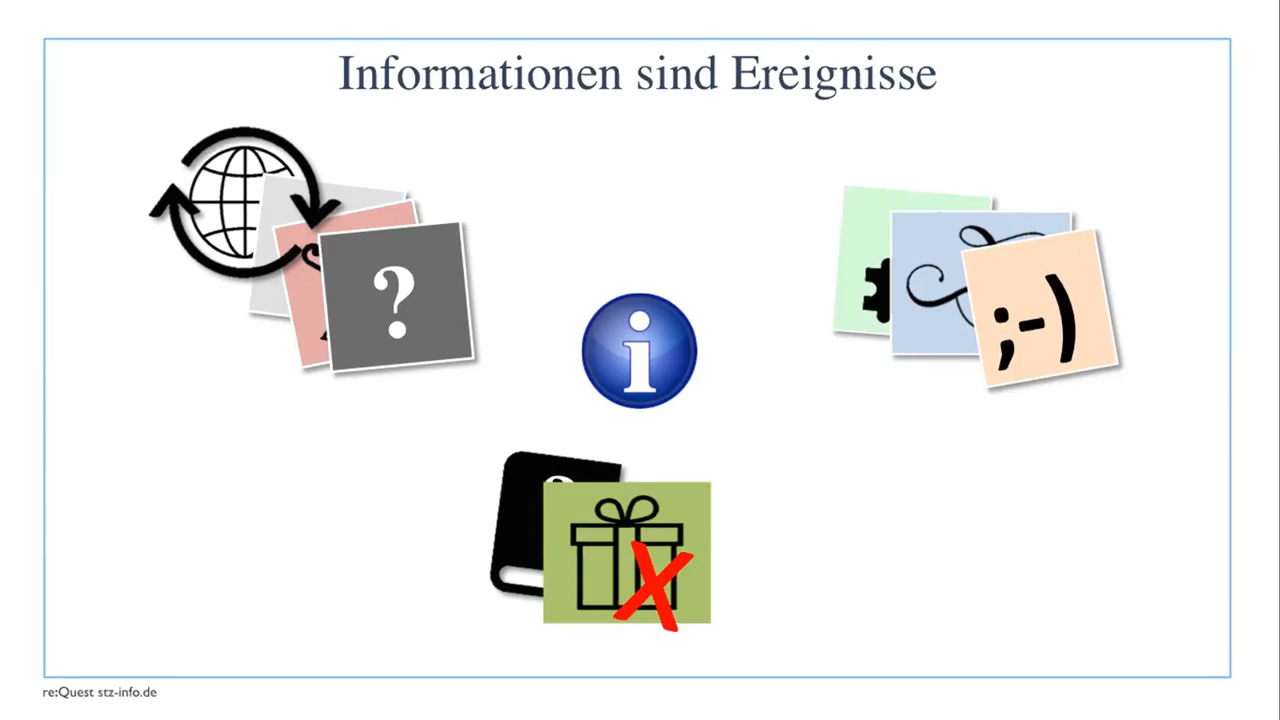 Informationen sind Ereignisse
?
i
;-)
re:Quest stz-info.de